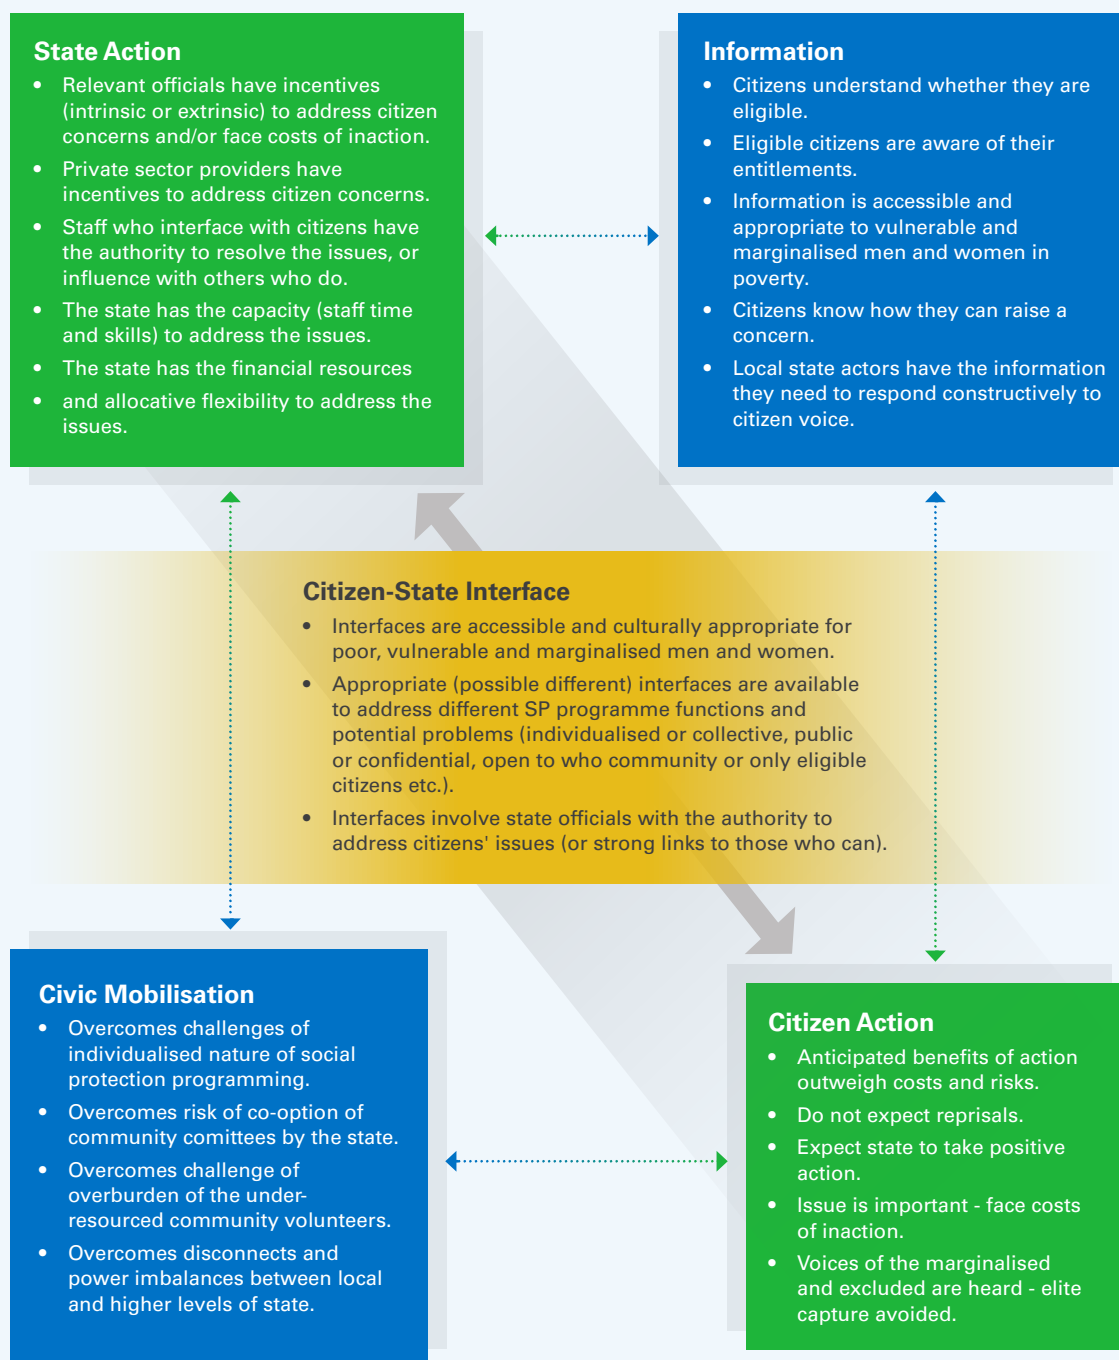 State Action
• Relevant officials have incentives
(intrinsic or extrinsic) to address citizen
concerns and/or face costs of inaction.
• Private sector providers have
incentives to address citizen concerns.
• Staff who interface with citizens have
the authority to resolve the issues, or
influence with others who do.
• The state has the capacity (staff time
and skills) to address the issues.
• The state has the financial resources
• and allocative flexibility to address the
issues.
Information
• Citizens understand whether they are
eligible.
• Eligible citizens are aware of their
entitlements.
• Information is accessible and
appropriate to vulnerable and
marginalised men and women in
poverty.
• Citizens know how they can raise a
concern.
• Local state actors have the information
they need to respond constructively to
citizen voice.
Citizen-State Interface
• Interfaces are accessible and culturally appropriate for
poor, vulnerable and marginalised men and women.
• Appropriate (possible different) interfaces are available
to address different SP programme functions and
potential problems (individualised or collective, public
or confidential, open to who community or only eligible
citizens etc.).
• Interfaces involve state officials with the authority to
address citizens' issues (or strong links to those who can).
Civic Mobilisation
• Overcomes challenges of
individualised nature of social
protection programming.
• Overcomes risk of co-option of
community comittees by the state.
• Overcomes challenge of
overburden of the under-
resourced community volunteers.
• Overcomes disconnects and
power imbalances between local
and higher levels of state.
Citizen Action
• Anticipated benefits of action
outweigh costs and risks.
• Do not expect reprisals.
• Expect state to take positive
action.
• Issue is important - face costs
of inaction.
• Voices of the marginalised
and excluded are heard - elite
capture avoided.